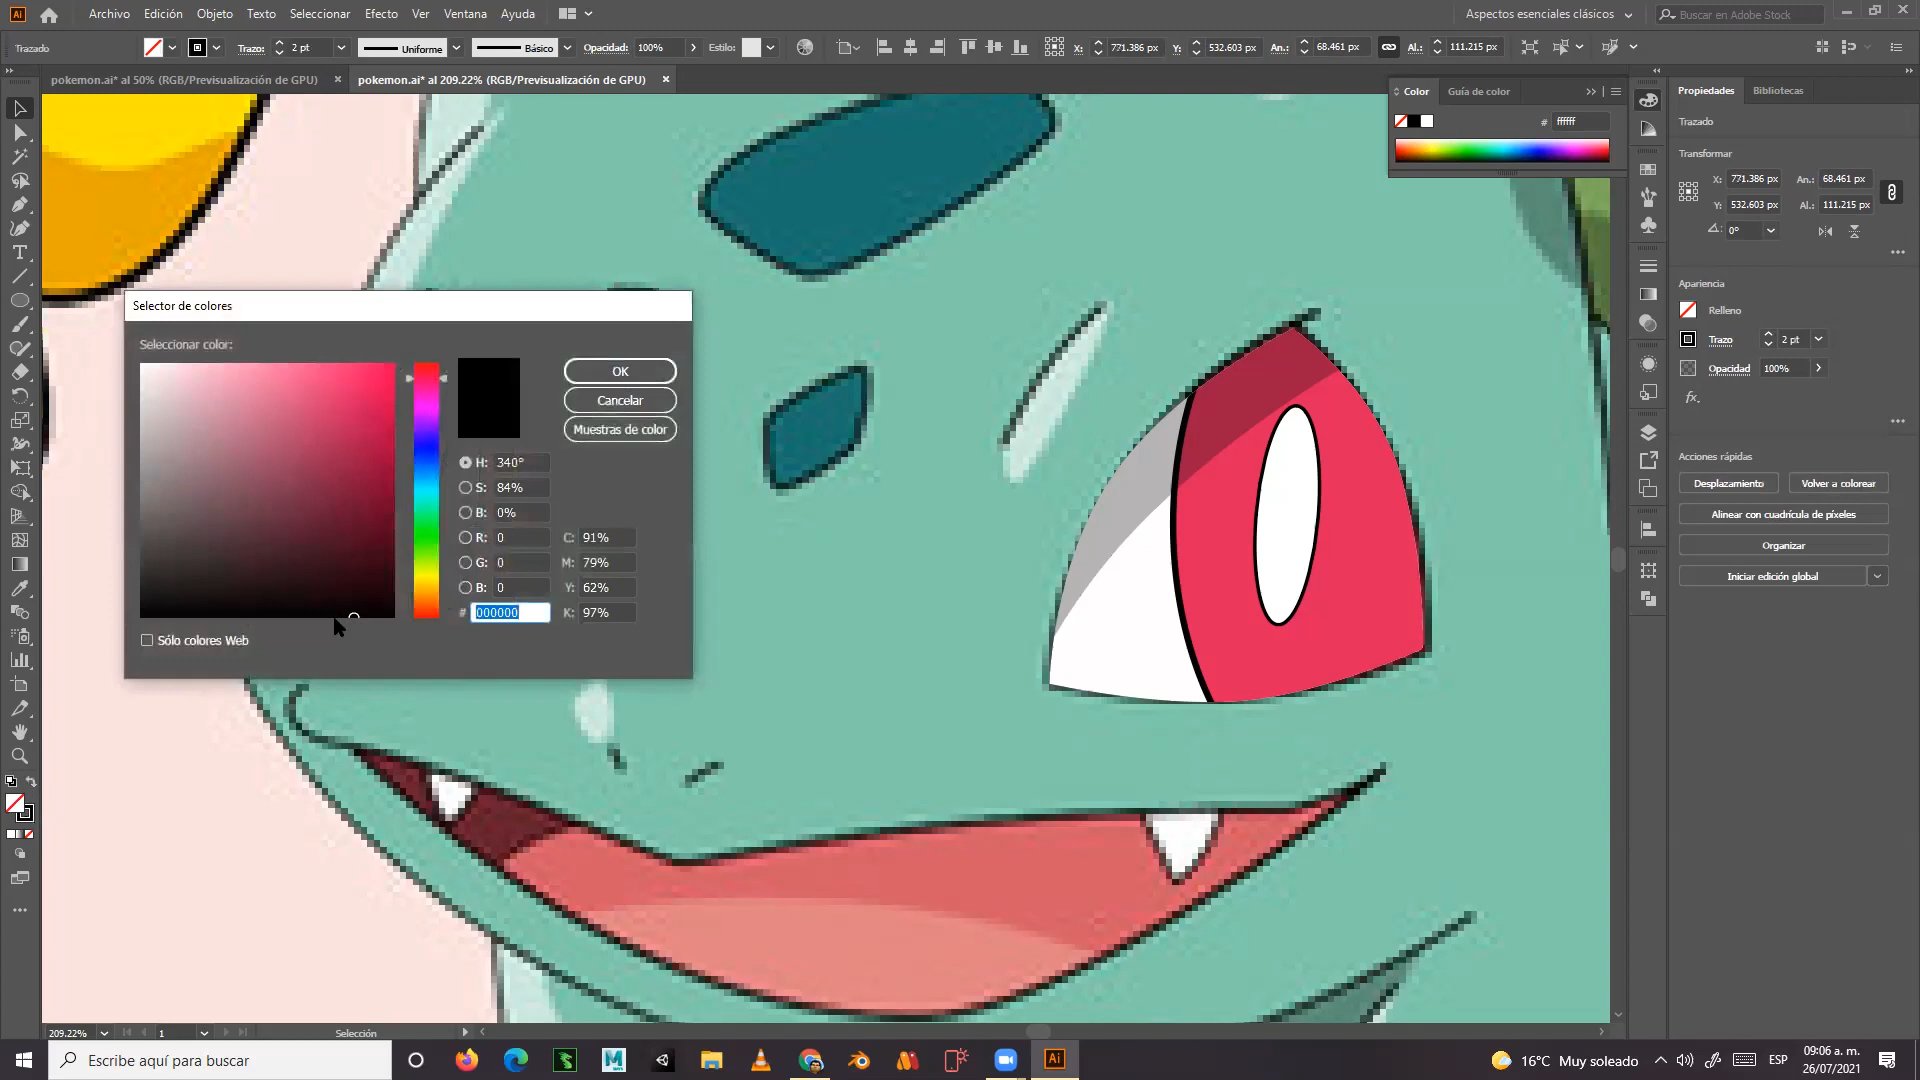 Ai Archivo Edición Objeto Texto Seleccionar Efecto Ver Ventana Ayuda Aspectos esenciales clásicos Buscar en Adobe Stock
Trazado Trazo: 2 pt Uniforme Básico Opacidad: 100% Estilo: X: 771.386 px Y: 532.603 px An.: 68.461 px Al.: 111.215 px
pokemon.ai* al 50% (RGB/Previsualización de GPU) × pokemon.ai* al 209.22% (RGB/Previsualización de GPU) ×
Color Guía de color
# ffffff
Propiedades Bibliotecas
Trazado
Transformar
X: 771.386 px An.: 68.461 px
Y: 532.603 px Al.: 111.215 px
0°
Apariencia
Relleno
Trazo 2 pt
Opacidad 100%
fx.
Acciones rápidas
Desplazamiento Volver a colorear
Alinear con cuadrícula de píxeles
Organizar
Iniciar edición global
Selector de colores
Seleccionar color:
OK
Cancelar
Muestras de color
H: 340°
S: 84%
B: 0%
R: 0 C: 91%
G: 0 M: 79%
B: 0 Y: 62%
# 000000 K: 97%
Sólo colores Web
209.22% 1 Selección
Escribe aquí para buscar
16°C Muy soleado ESP
09:06 a. m.
26/07/2021